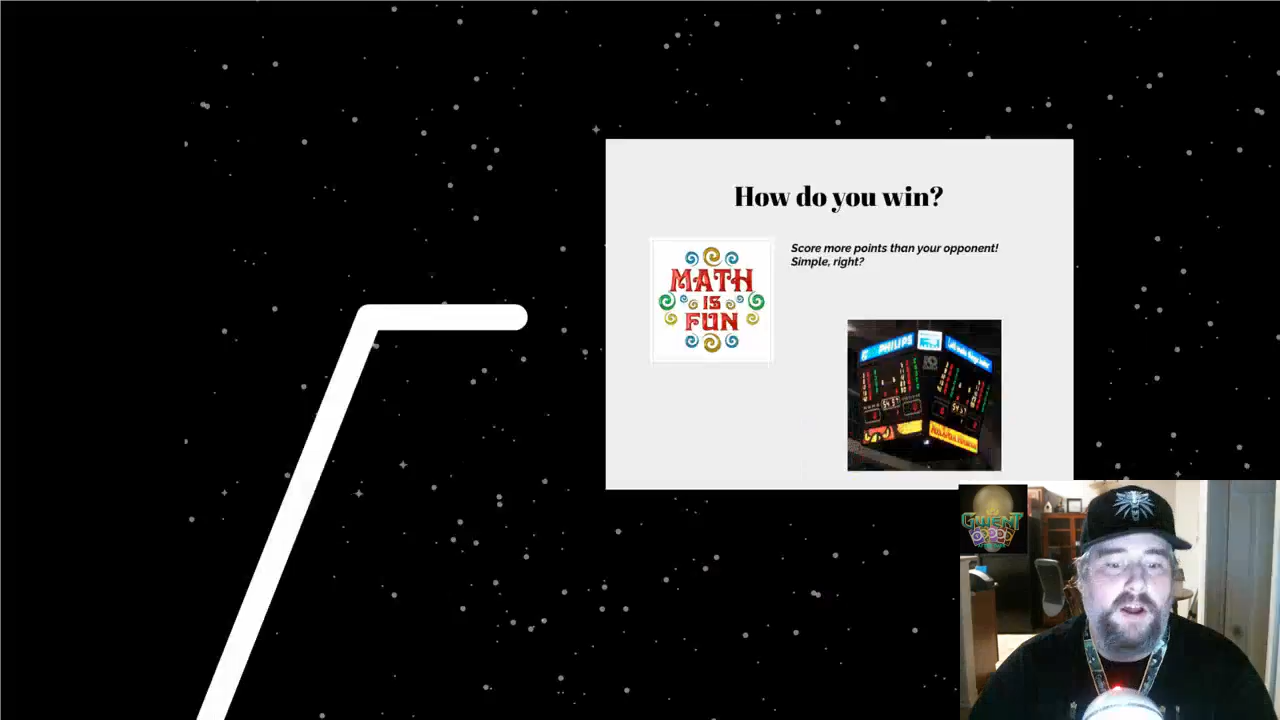 How do you win?
Score more points than your opponent!
Simple, right?
MATH
IS
FUN
PHILIPS
GWENT